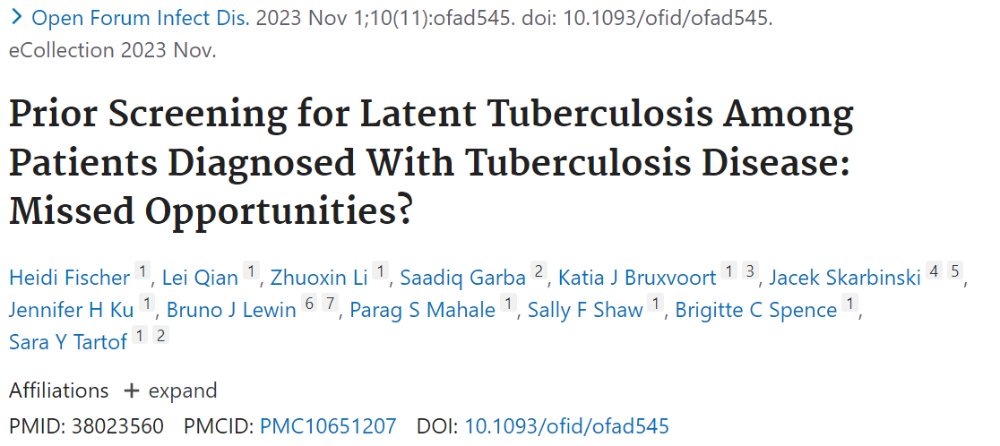 > Open Forum Infect Dis. 2023 Nov 1;10(11):ofad545. doi: 10.1093/ofid/ofad545.
eCollection 2023 Nov.
Prior Screening for Latent Tuberculosis Among
Patients Diagnosed With Tuberculosis Disease:
Missed Opportunities?
Heidi Fischer 1, Lei Qian 1, Zhuoxin Li 1, Saadiq Garba 2, Katia J Bruxvoort 1 3, Jacek Skarbinski 4 5,
Jennifer H Ku 1, Bruno J Lewin 6 7, Parag S Mahale 1, Sally F Shaw 1, Brigitte C Spence 1,
Sara Y Tartof 1 2
Affiliations + expand
PMID: 38023560 PMCID: PMC10651207 DOI: 10.1093/ofid/ofad545